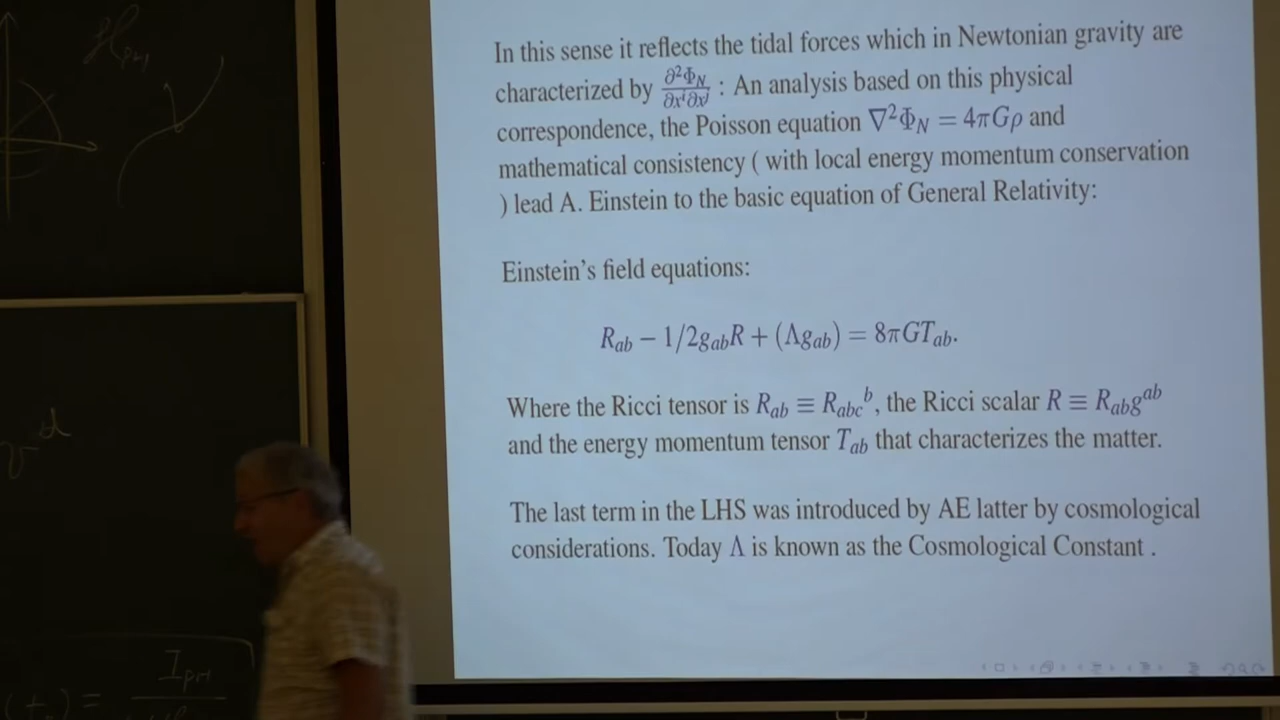 In this sense it reflects the tidal forces which in Newtonian gravity are
characterized by ∂²Φ_N/∂xⁱ∂xʲ : An analysis based on this physical
correspondence, the Poisson equation ∇²Φ_N = 4πGρ and
mathematical consistency ( with local energy momentum conservation
) lead A. Einstein to the basic equation of General Relativity:
Einstein's field equations:
R_ab − 1/2g_abR + (Λg_ab) = 8πGT_ab.
Where the Ricci tensor is R_ab ≡ R_abc^b, the Ricci scalar R ≡ R_abg^ab
and the energy momentum tensor T_ab that characterizes the matter.
The last term in the LHS was introduced by AE latter by cosmological
considerations. Today Λ is known as the Cosmological Constant .